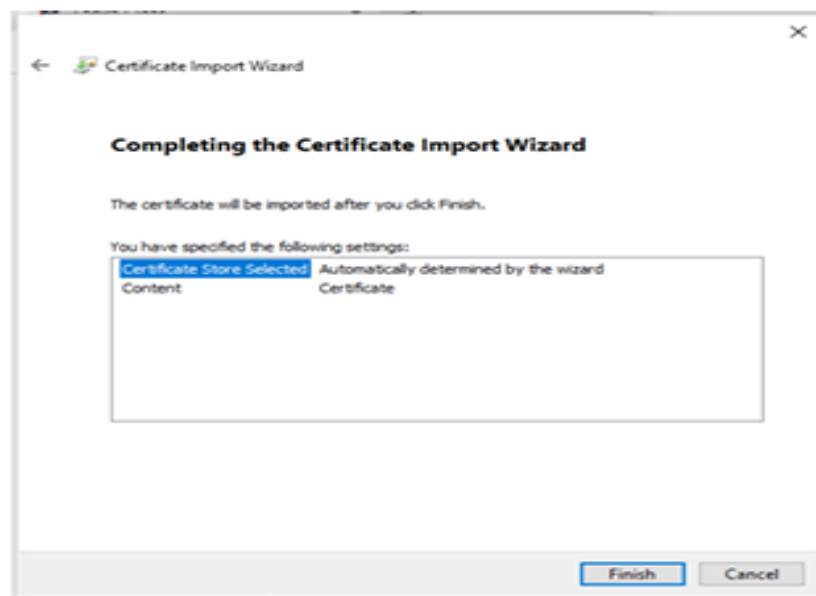 Certificate Import Wizard
Completing the Certificate Import Wizard
The certificate will be imported after you click Finish.
You have specified the following settings:
Certificate Store Selected Automatically determined by the wizard
Content Certificate
Finish Cancel